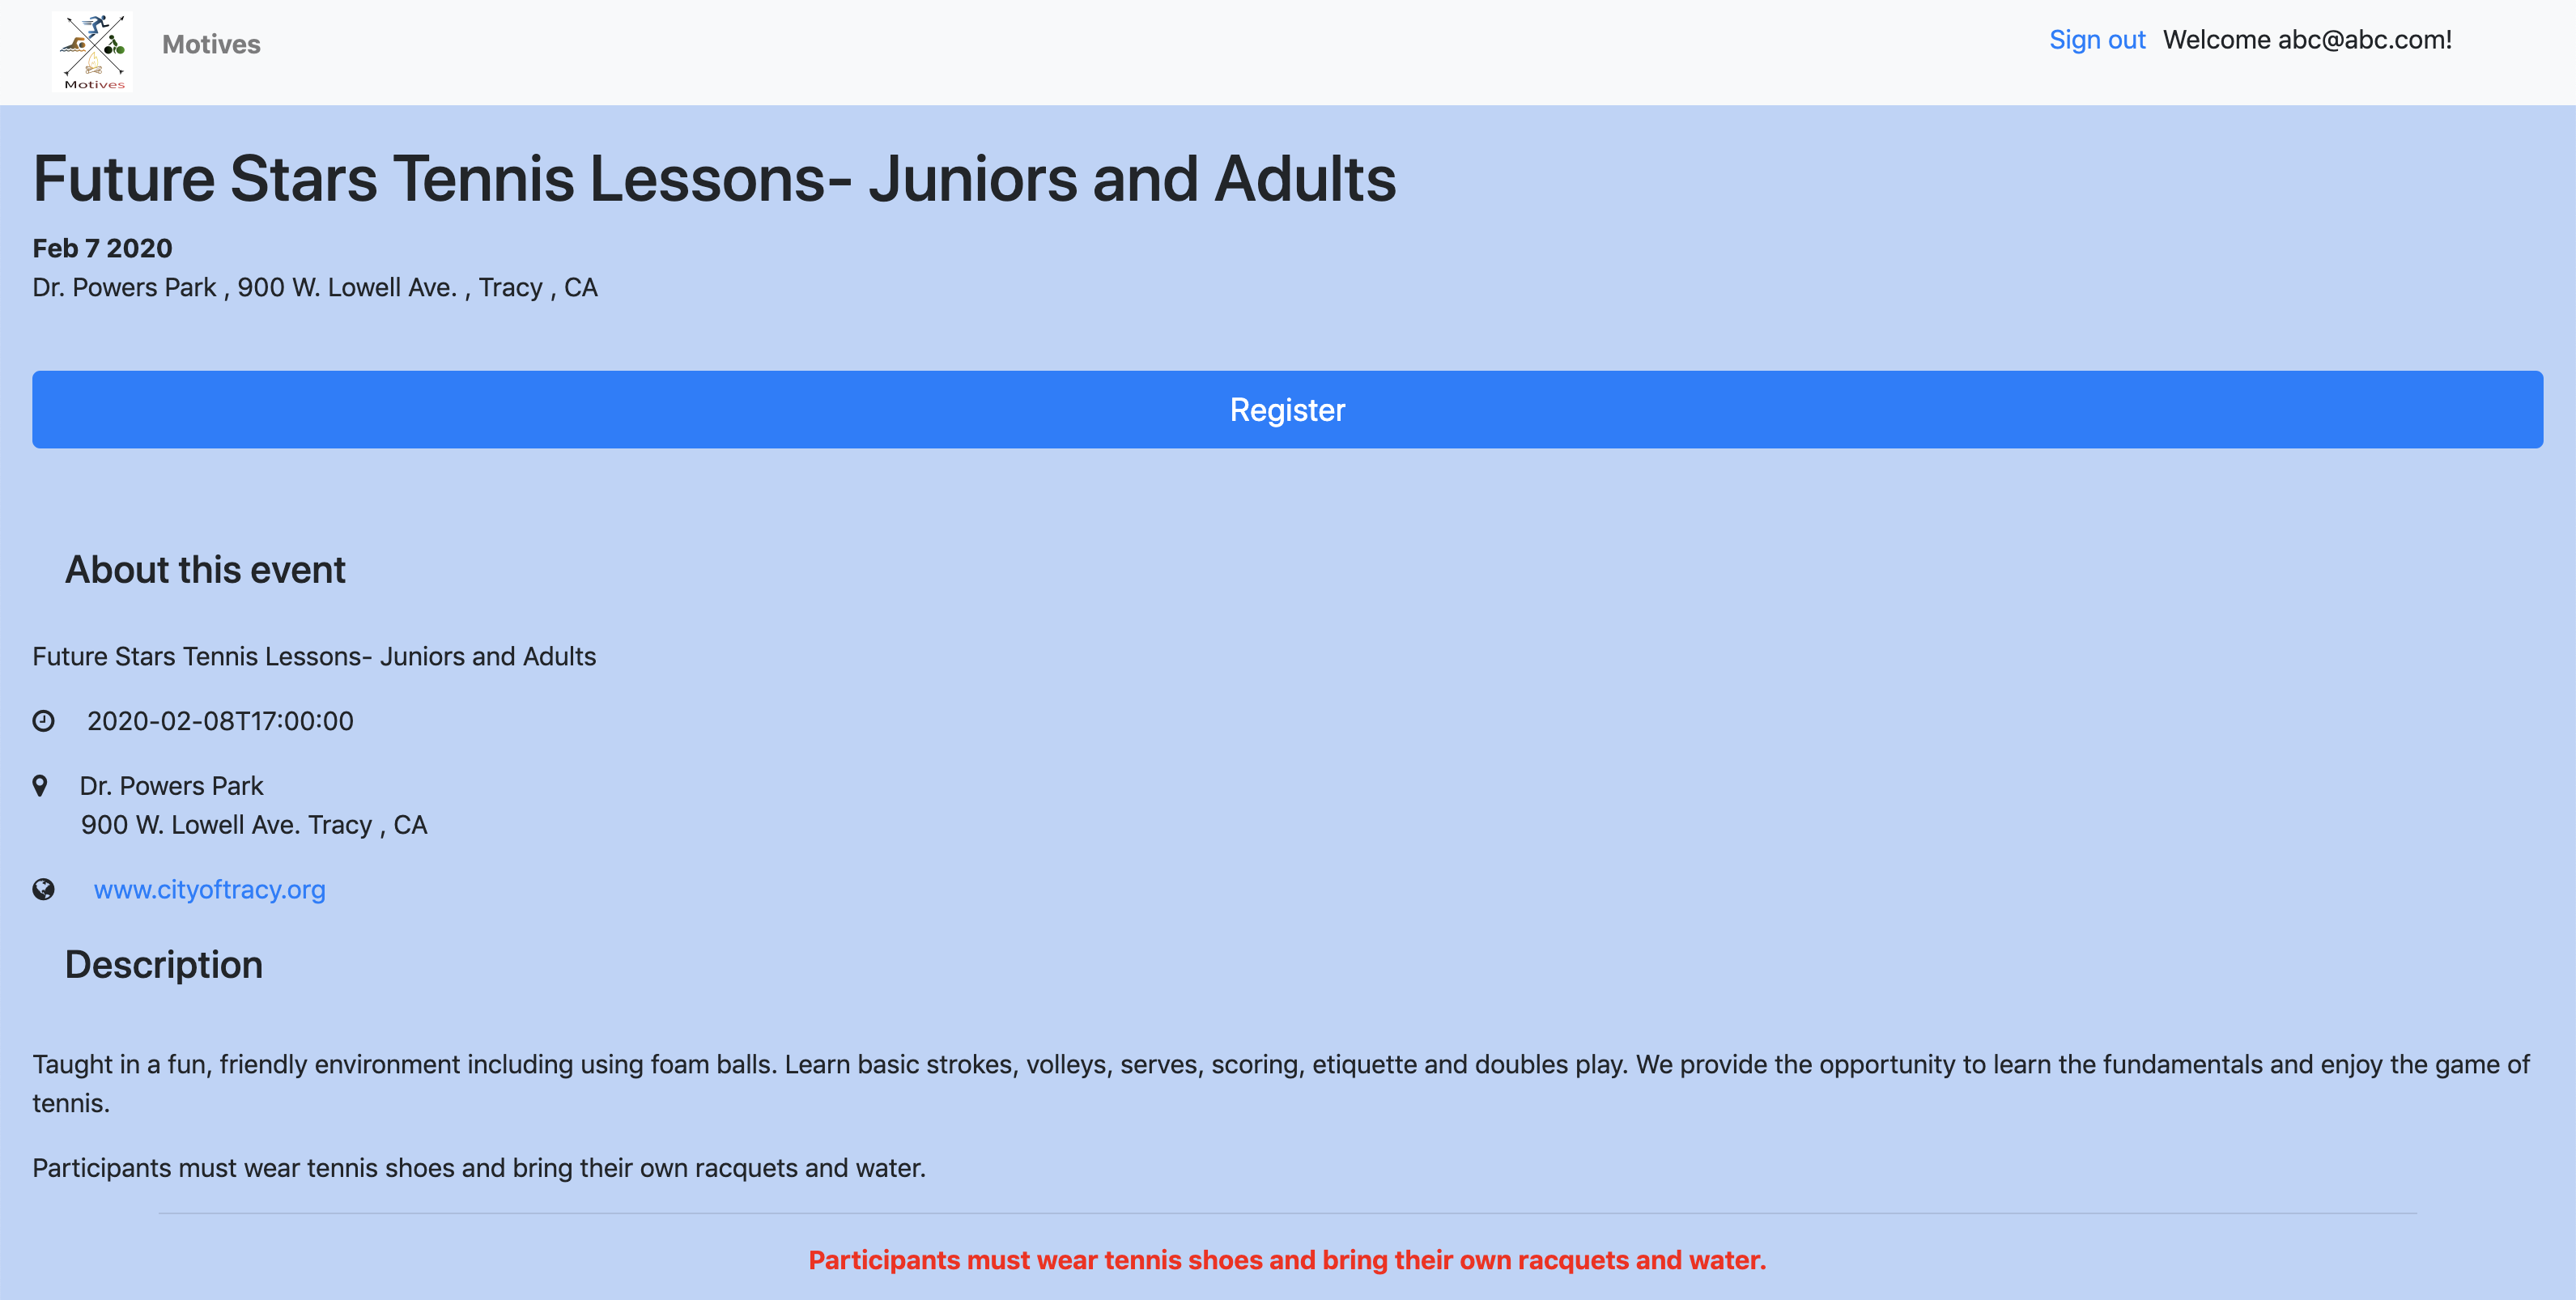 Motives
Motives
Sign out Welcome abc@abc.com!
Future Stars Tennis Lessons- Juniors and Adults
Feb 7 2020
Dr. Powers Park , 900 W. Lowell Ave. , Tracy , CA
Register
About this event
Future Stars Tennis Lessons- Juniors and Adults
2020-02-08T17:00:00
Dr. Powers Park
900 W. Lowell Ave. Tracy , CA
www.cityoftracy.org
Description
Taught in a fun, friendly environment including using foam balls. Learn basic strokes, volleys, serves, scoring, etiquette and doubles play. We provide the opportunity to learn the fundamentals and enjoy the game of
tennis.
Participants must wear tennis shoes and bring their own racquets and water.
Participants must wear tennis shoes and bring their own racquets and water.